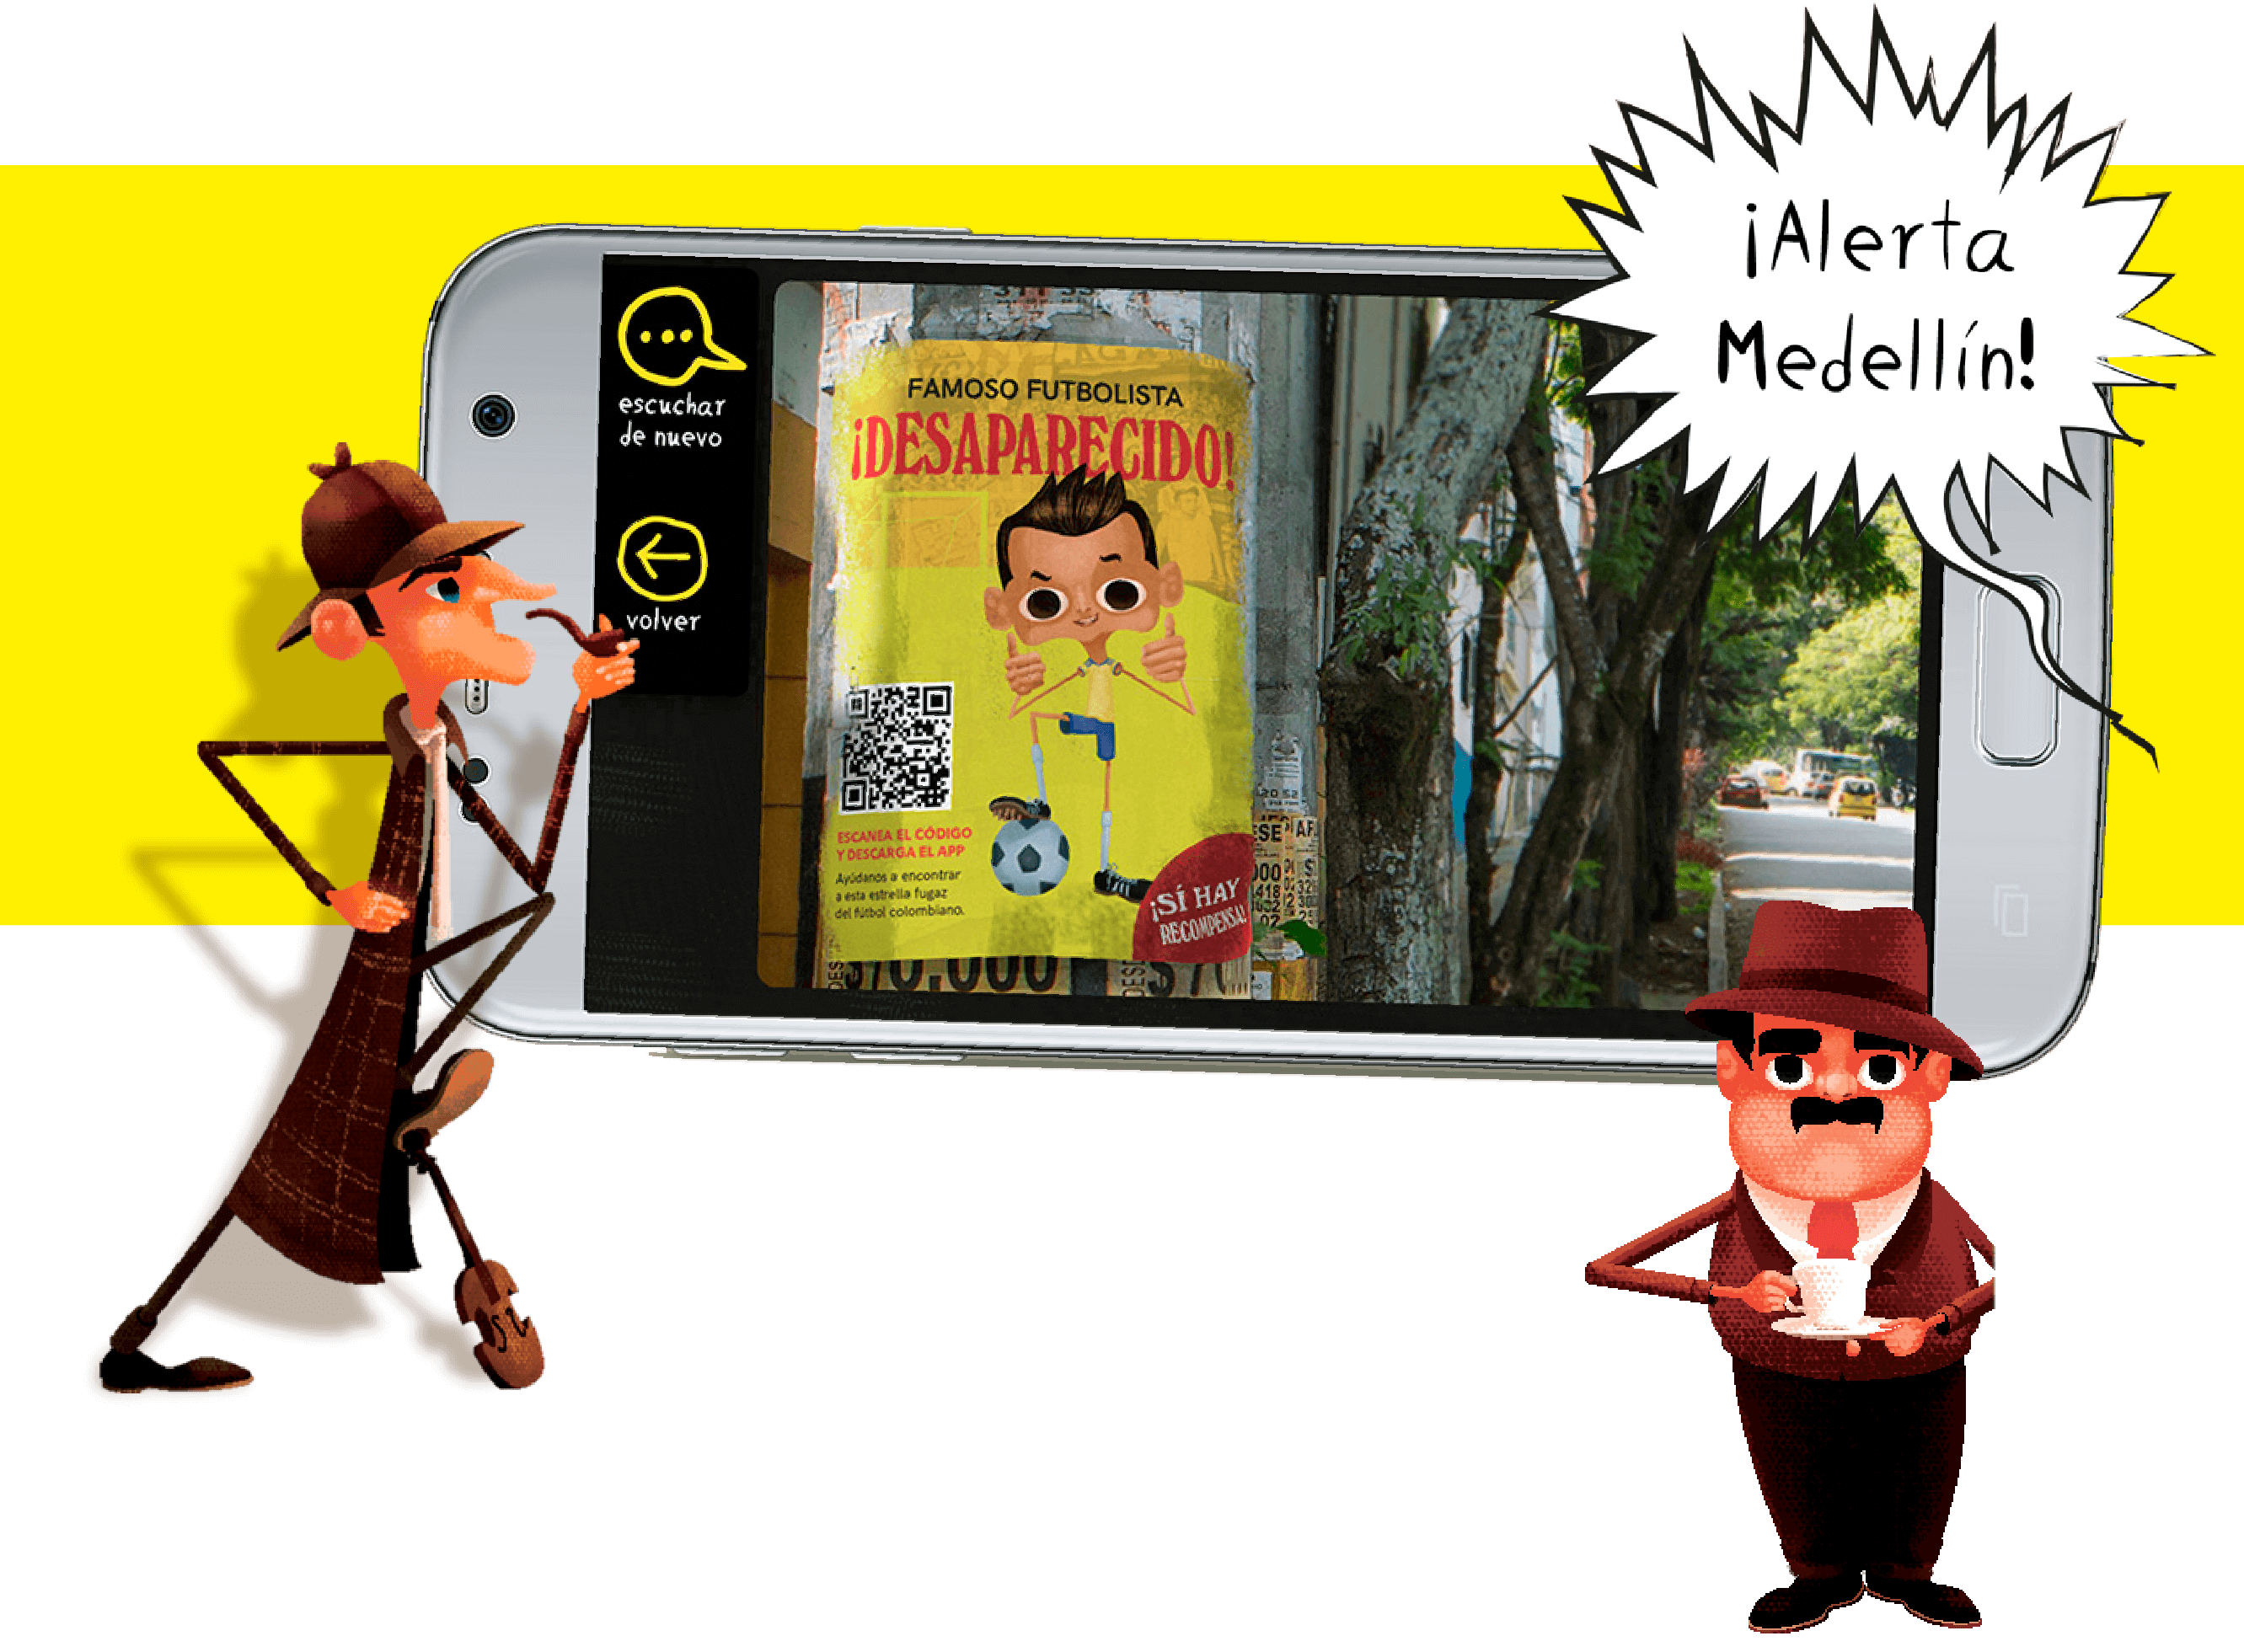 ¡Alerta
Medellín!
escuchar
de nuevo
volver
FAMOSO FUTBOLISTA
¡DESAPARECIDO!
ESCANEA EL CÓDIGO
Y DESCARGA EL APP
Ayúdanos a encontrar
a esta estrella fugaz
del fútbol colombiano.
¡SÍ HAY
RECOMPENSA!